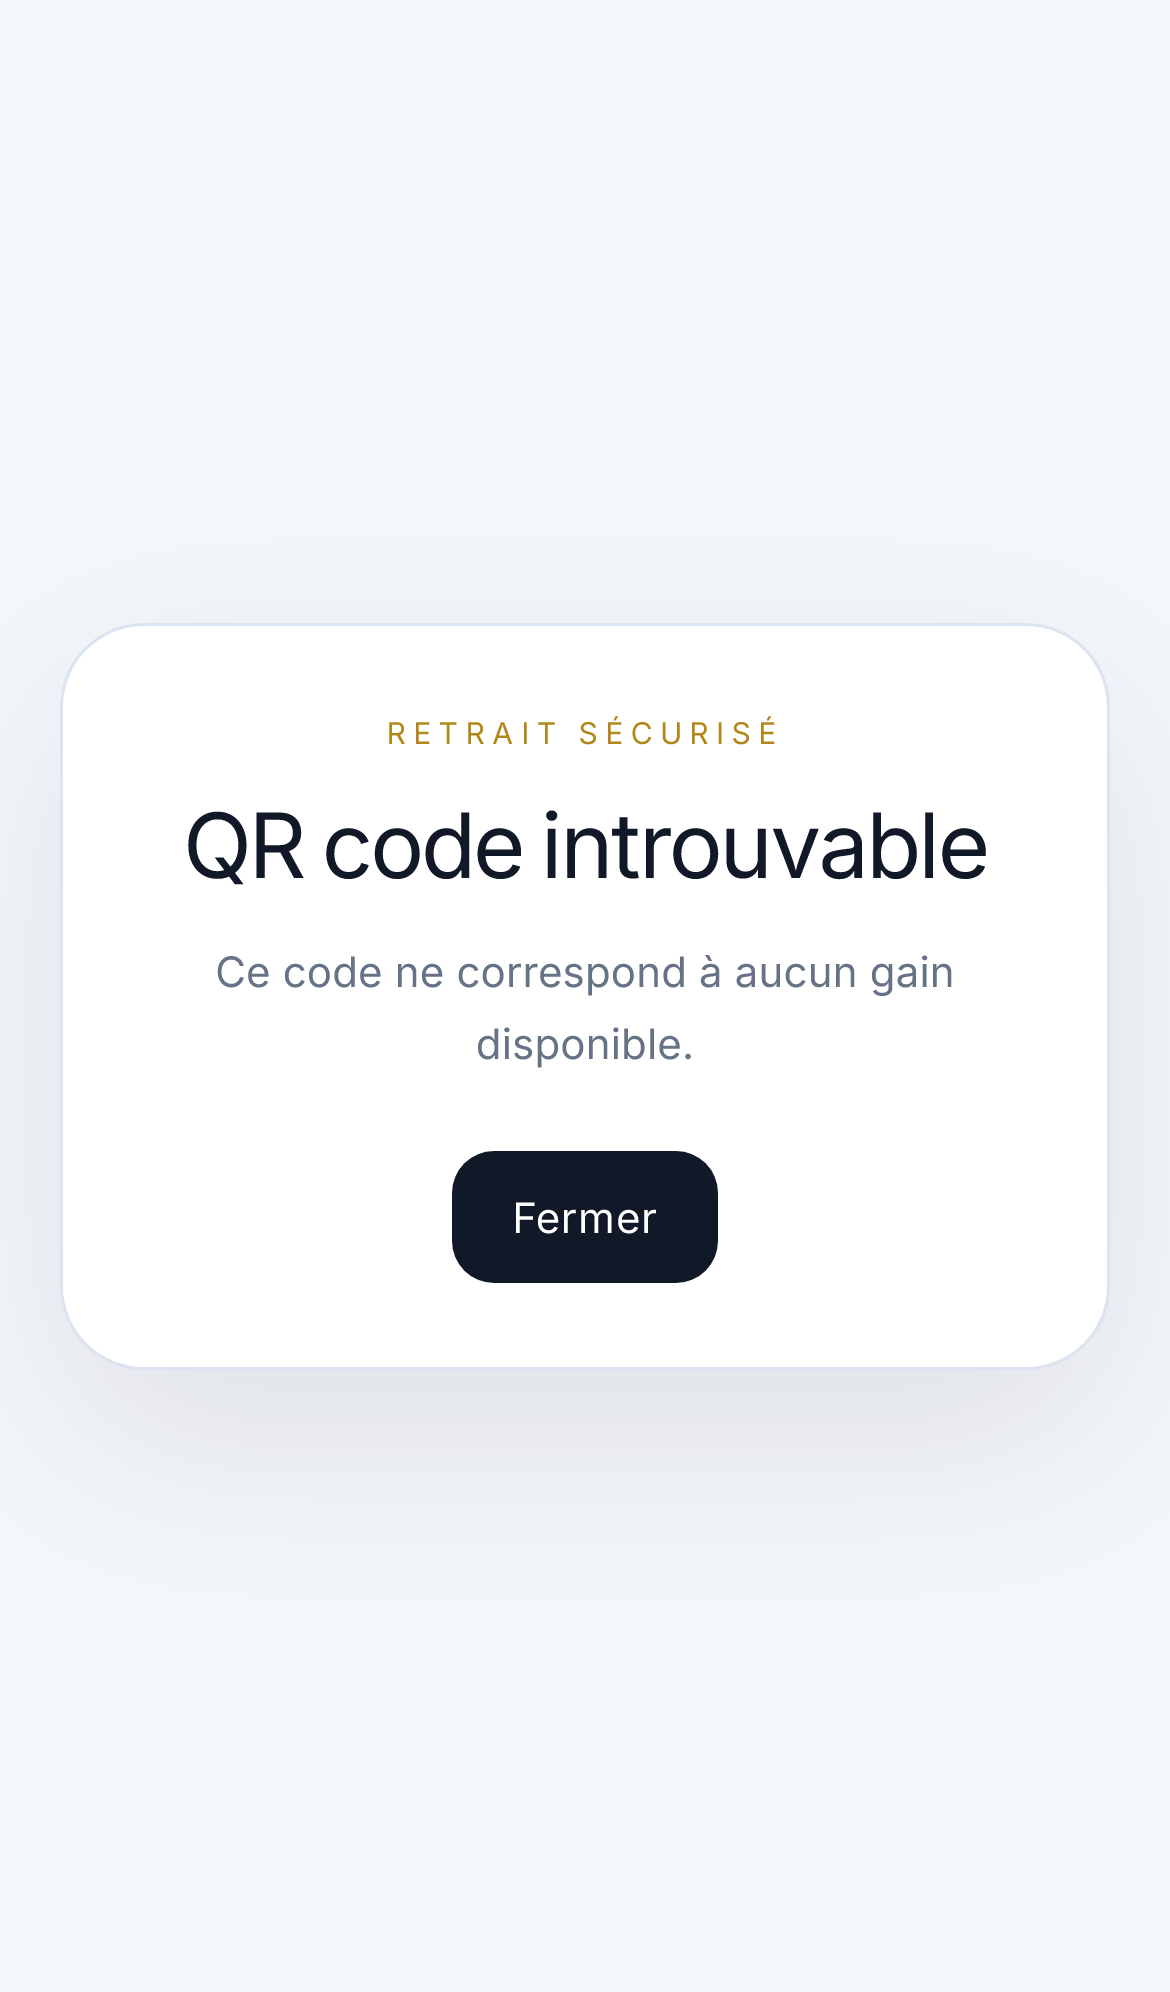 RETRAIT SÉCURISÉ
QR code introuvable
Ce code ne correspond à aucun gain
disponible.
Fermer